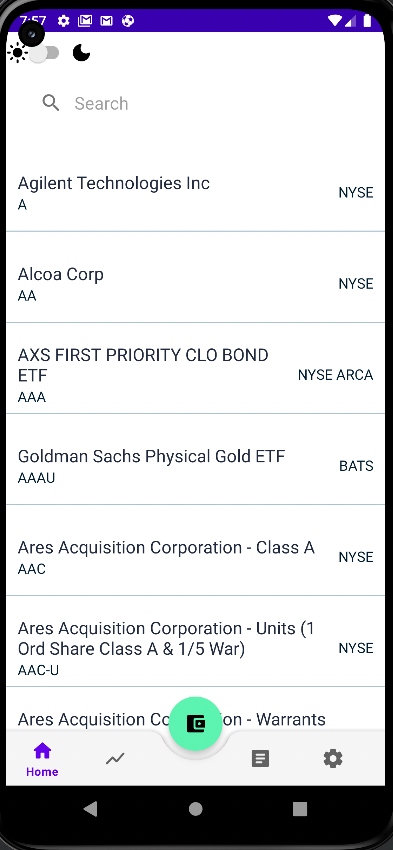 7:57
Search
Agilent Technologies Inc
A
NYSE
Alcoa Corp
AA
NYSE
AXS FIRST PRIORITY CLO BOND
ETF
AAA
NYSE ARCA
Goldman Sachs Physical Gold ETF
AAAU
BATS
Ares Acquisition Corporation - Class A
AAC
NYSE
Ares Acquisition Corporation - Units (1
Ord Share Class A & 1/5 War)
AAC-U
NYSE
Ares Acquisition - Warrants
Home